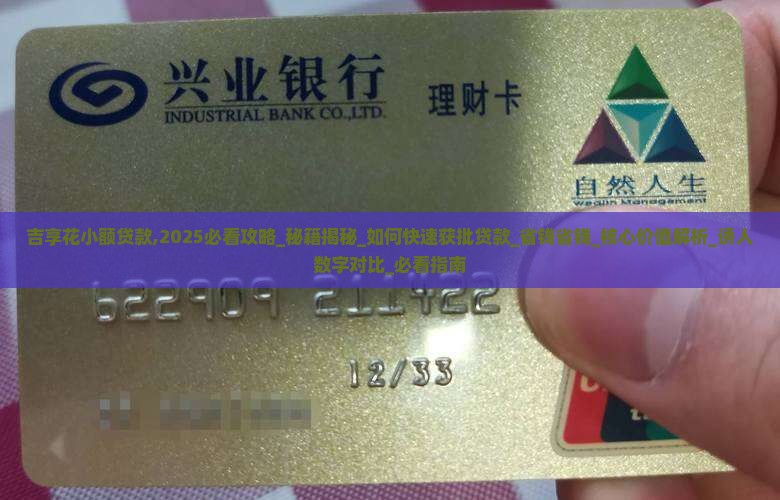 兴业银行
INDUSTRIAL BANK CO.,LTD.
理财卡
Wealth Management
自然人生
吉享花小额贷款,2025必看攻略_秘籍揭秘_如何快速获批贷款_省钱省钱_核心价值解析_诱人
数字对比_必看指南
622909 211422
12/33